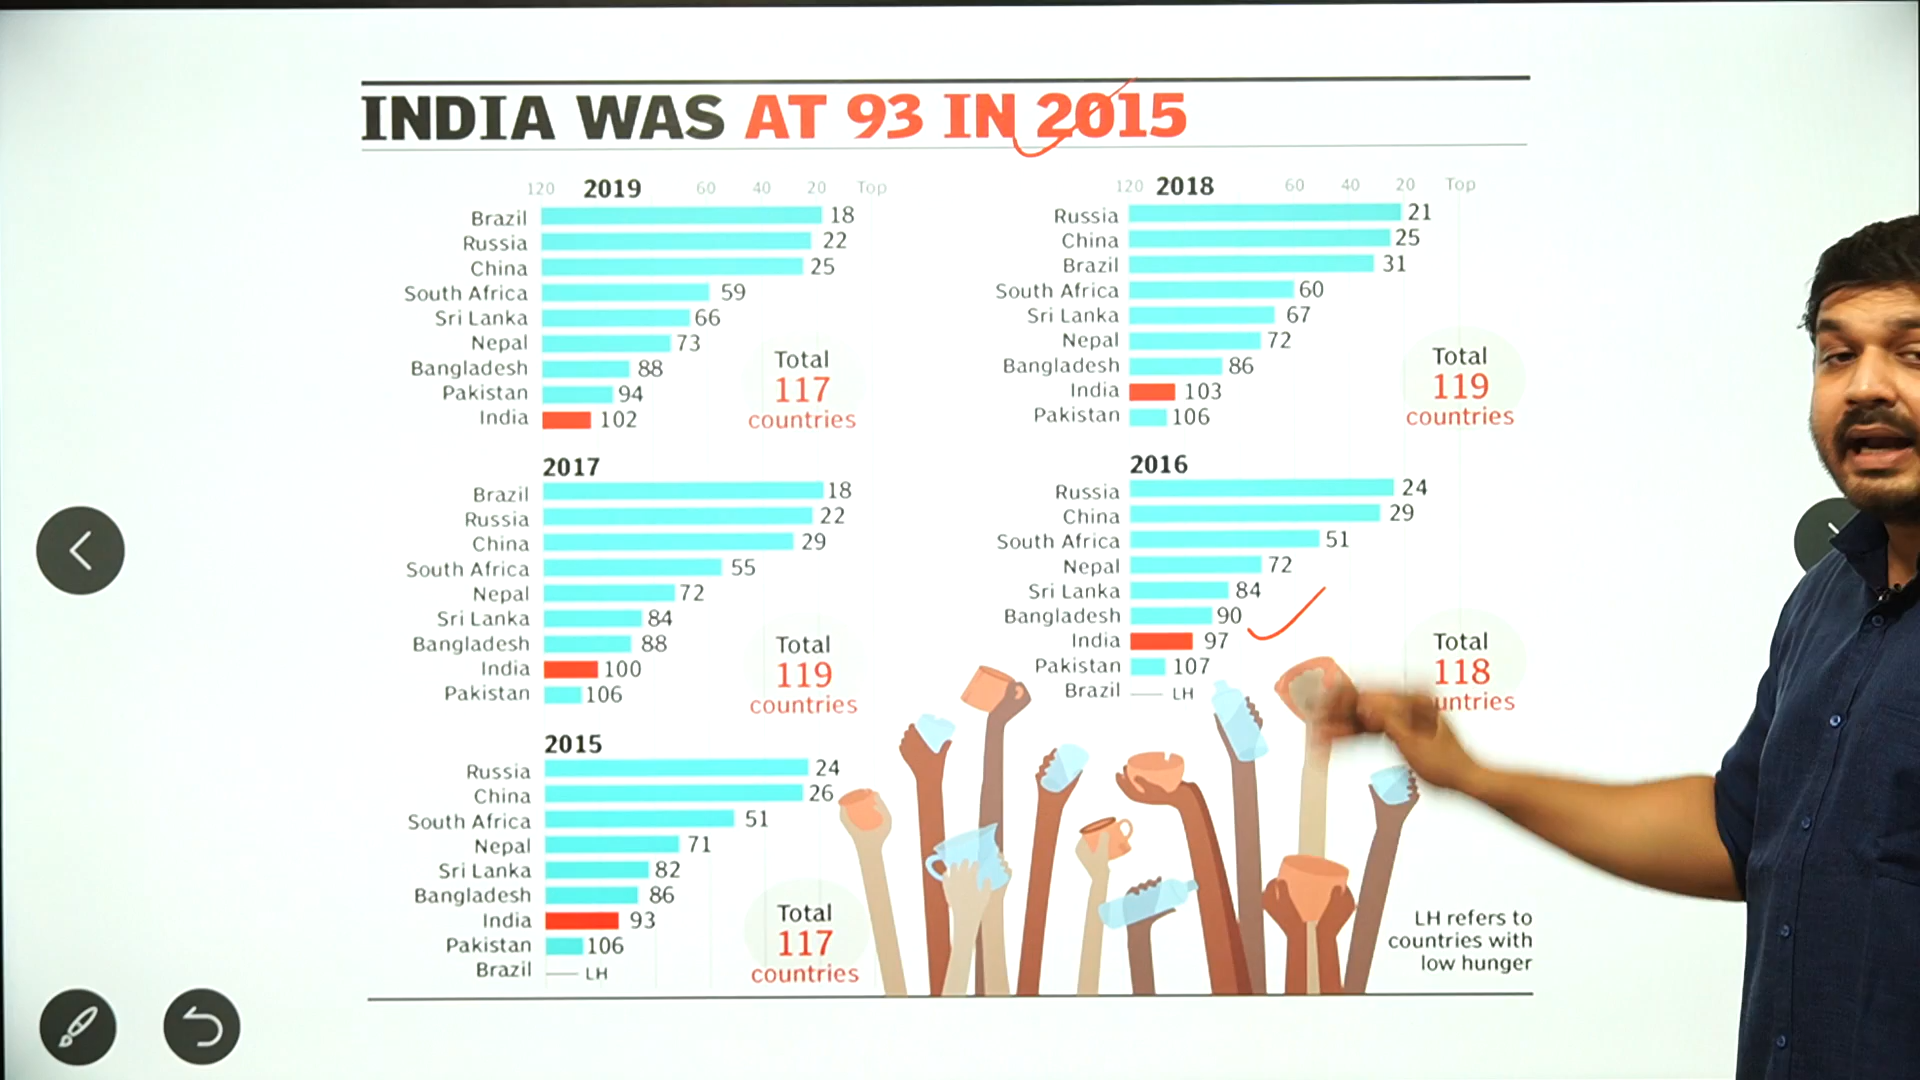 INDIA WAS AT 93 IN 2015
120 2019 60 40 20 Top
Brazil 18
Russia 22
China 25
South Africa 59
Sri Lanka 66
Nepal 73
Bangladesh 88
Pakistan 94
India 102
Total
117
countries
120 2018 60 40 20 Top
Russia 21
China 25
Brazil 31
South Africa 60
Sri Lanka 67
Nepal 72
Bangladesh 86
India 103
Pakistan 106
Total
119
countries
2017
Brazil 18
Russia 22
China 29
South Africa 55
Nepal 72
Sri Lanka 84
Bangladesh 88
India 100
Pakistan 106
Total
119
countries
2016
Russia 24
China 29
South Africa 51
Nepal 72
Sri Lanka 84
Bangladesh 90
India 97
Pakistan 107
Brazil LH
Total
118
untries
2015
Russia 24
China 26
South Africa 51
Nepal 71
Sri Lanka 82
Bangladesh 86
India 93
Pakistan 106
Brazil LH
Total
117
countries
LH refers to
countries with
low hunger